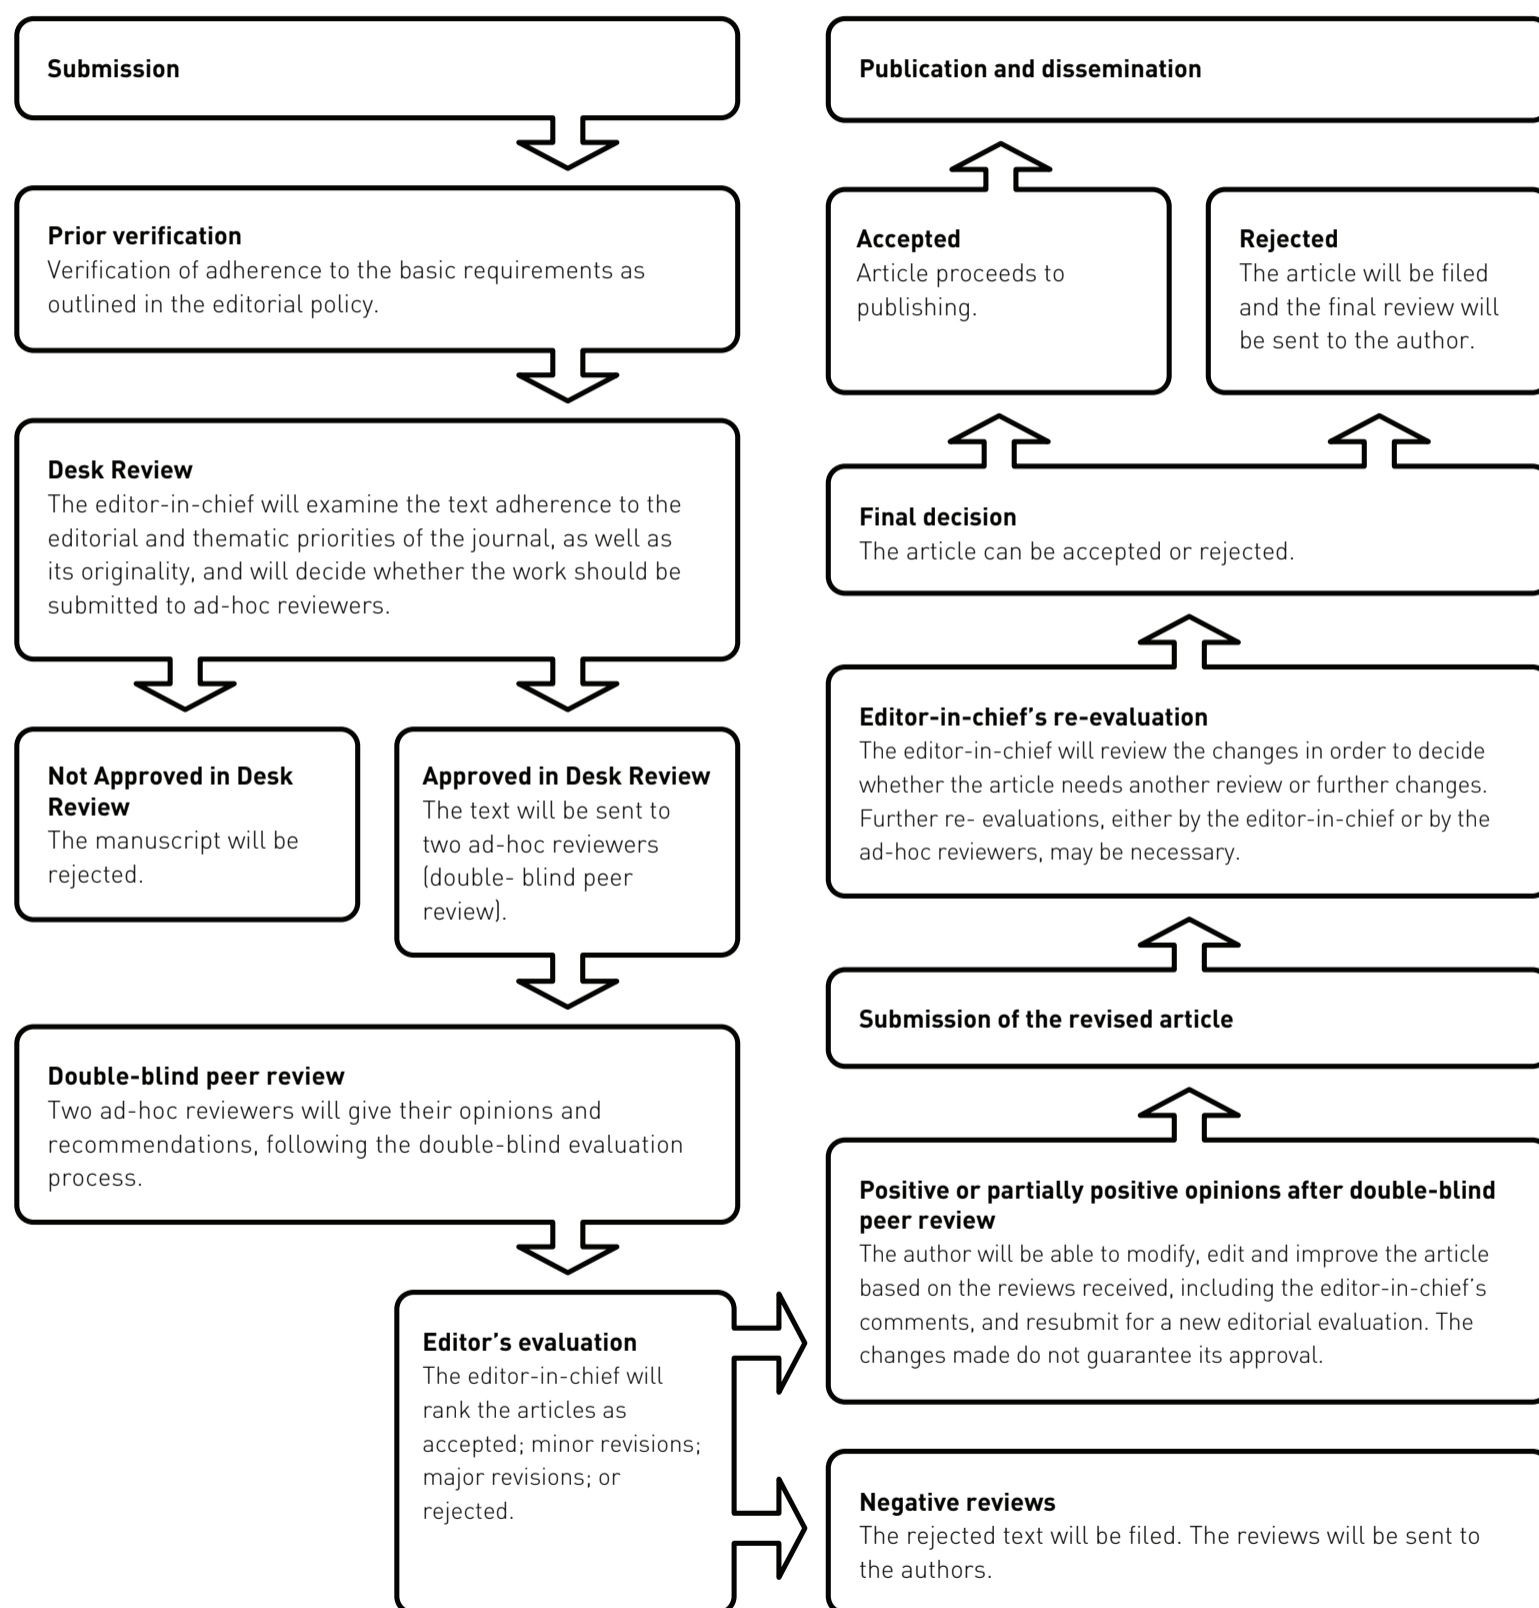 Submission
Prior verification
Verification of adherence to the basic requirements as
outlined in the editorial policy.
Desk Review
The editor-in-chief will examine the text adherence to the
editorial and thematic priorities of the journal, as well as
its originality, and will decide whether the work should be
submitted to ad-hoc reviewers.
Not Approved in Desk
Review
The manuscript will be
rejected.
Approved in Desk Review
The text will be sent to
two ad-hoc reviewers
(double- blind peer
review).
Double-blind peer review
Two ad-hoc reviewers will give their opinions and
recommendations, following the double-blind evaluation
process.
Editor's evaluation
The editor-in-chief will
rank the articles as
accepted; minor revisions;
major revisions; or
rejected.
Publication and dissemination
Accepted
Article proceeds to
publishing.
Rejected
The article will be filed
and the final review will
be sent to the author.
Final decision
The article can be accepted or rejected.
Editor-in-chief's re-evaluation
The editor-in-chief will review the changes in order to decide
whether the article needs another review or further changes.
Further re- evaluations, either by the editor-in-chief or by the
ad-hoc reviewers, may be necessary.
Submission of the revised article
Positive or partially positive opinions after double-blind
peer review
The author will be able to modify, edit and improve the article
based on the reviews received, including the editor-in-chief's
comments, and resubmit for a new editorial evaluation. The
changes made do not guarantee its approval.
Negative reviews
The rejected text will be filed. The reviews will be sent to
the authors.